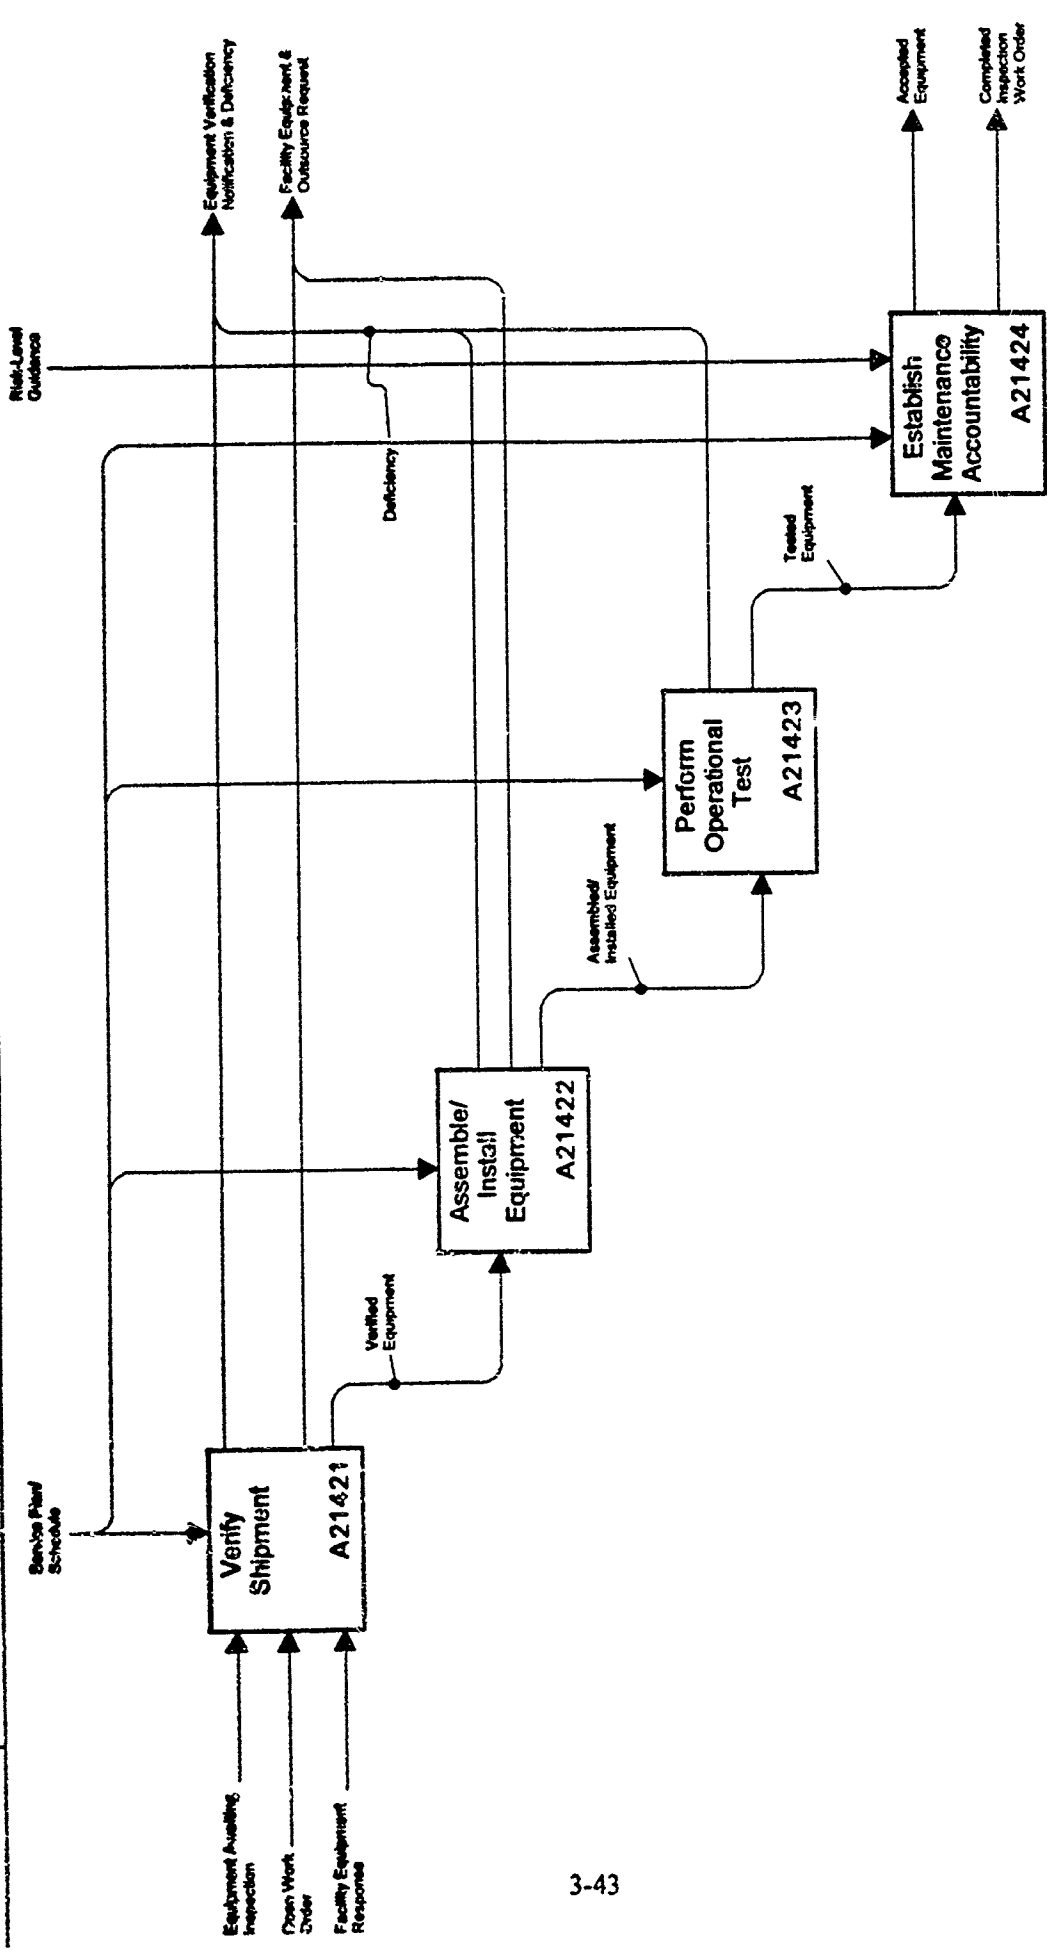 Risk-Level
Guidance
Service Plan/
Schedule
Equipment Verification
Notification & Deficiency
Facility Equipment &
Outsource Request
Equipment Awaiting
Inspection
Open Work
Order
Facility Equipment
Response
Verify
Shipment
A21421
Verified
Equipment
Deficiency
Assemble/
Install
Equipment
A21422
Assembled/
Installed Equipment
Perform
Operational
Test
A21423
Tested
Equipment
Establish
Maintenance
Accountability
A21424
Accepted
Equipment
Completed
Inspection
Work Order
3-43